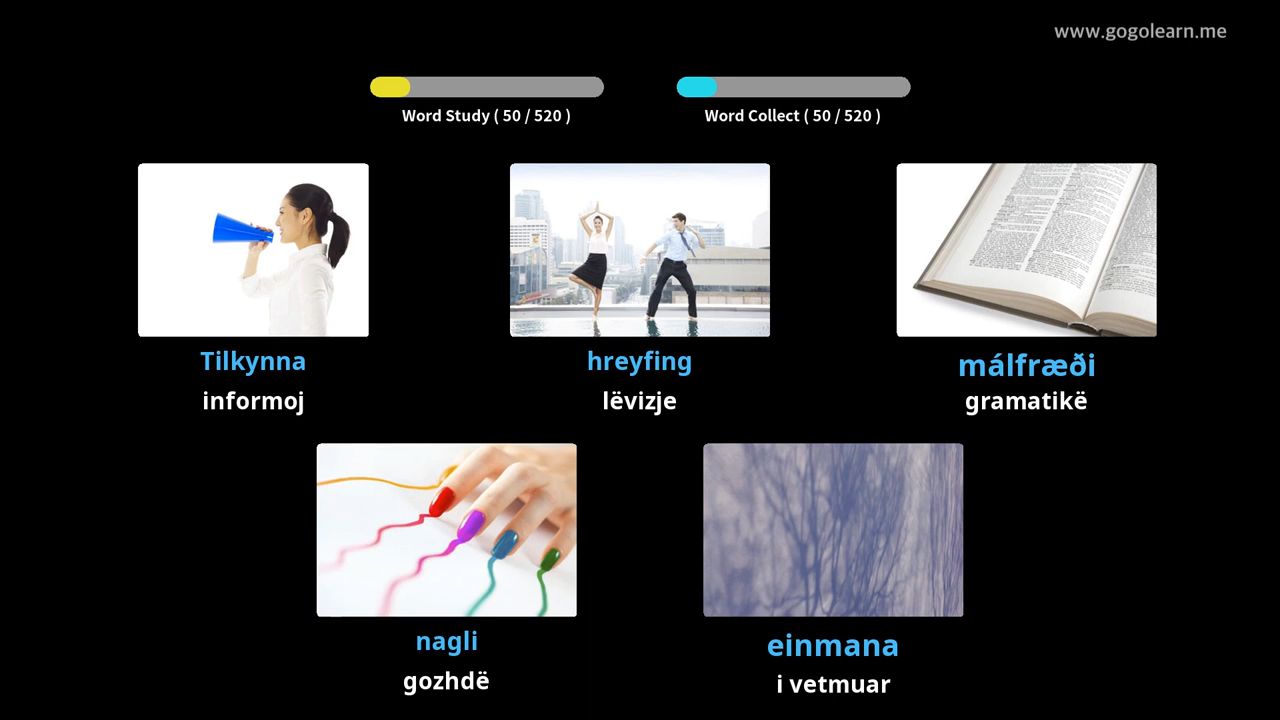 www.gogolearn.me
Word Study ( 50 / 520 )
Word Collect ( 50 / 520 )
Tilkynna
informoj
hreyfing
lëvizje
málfræði
gramatikë
nagli
gozhdë
einmana
i vetmuar